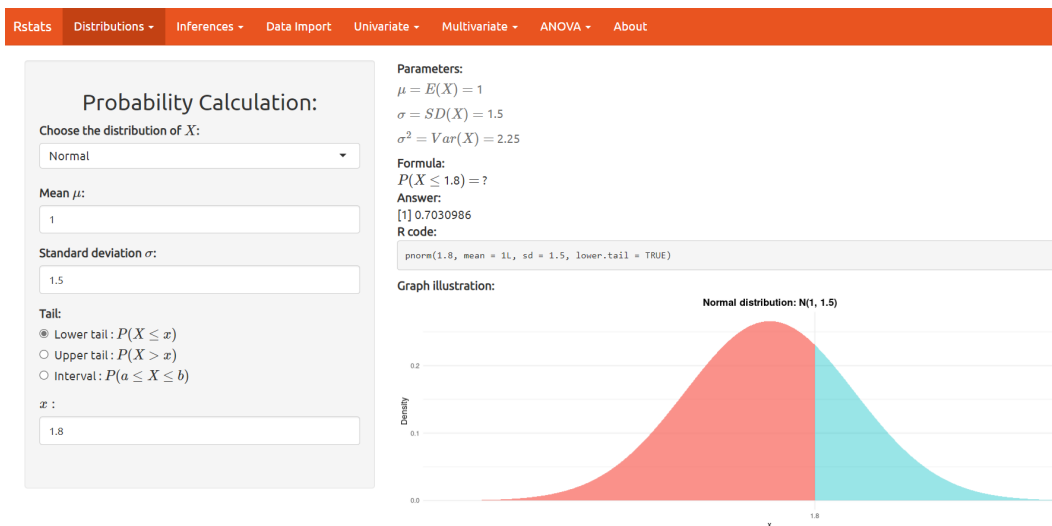 Rstats Distributions Inferences Data Import Univariate Multivariate ANOVA About
Probability Calculation:
Choose the distribution of X:
Normal
Mean μ:
1
Standard deviation σ:
1.5
Tail:
Lower tail : P(X ≤ x)
Upper tail : P(X > x)
Interval : P(a ≤ X ≤ b)
x :
1.8
Parameters:
μ = E(X) = 1
σ = SD(X) = 1.5
σ² = Var(X) = 2.25
Formula:
P(X ≤ 1.8) = ?
Answer:
[1] 0.7030986
R code:
pnorm(1.8, mean = 1L, sd = 1.5, lower.tail = TRUE)
Graph illustration:
Normal distribution: N(1, 1.5)
Density
0.2
0.1
0.0
1.8
x